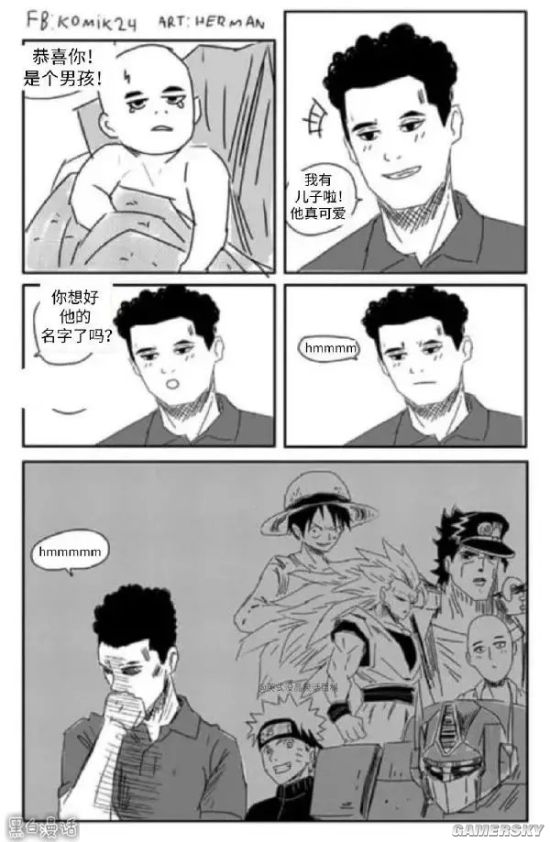 FB:KOMIK24 ART:HERMAN
恭喜你！
是个男孩！
我有
儿子啦！
他真可爱
你想好
他的
名字了吗？
hmmmm
hmmmmm
黑白漫话
GAMERSKY